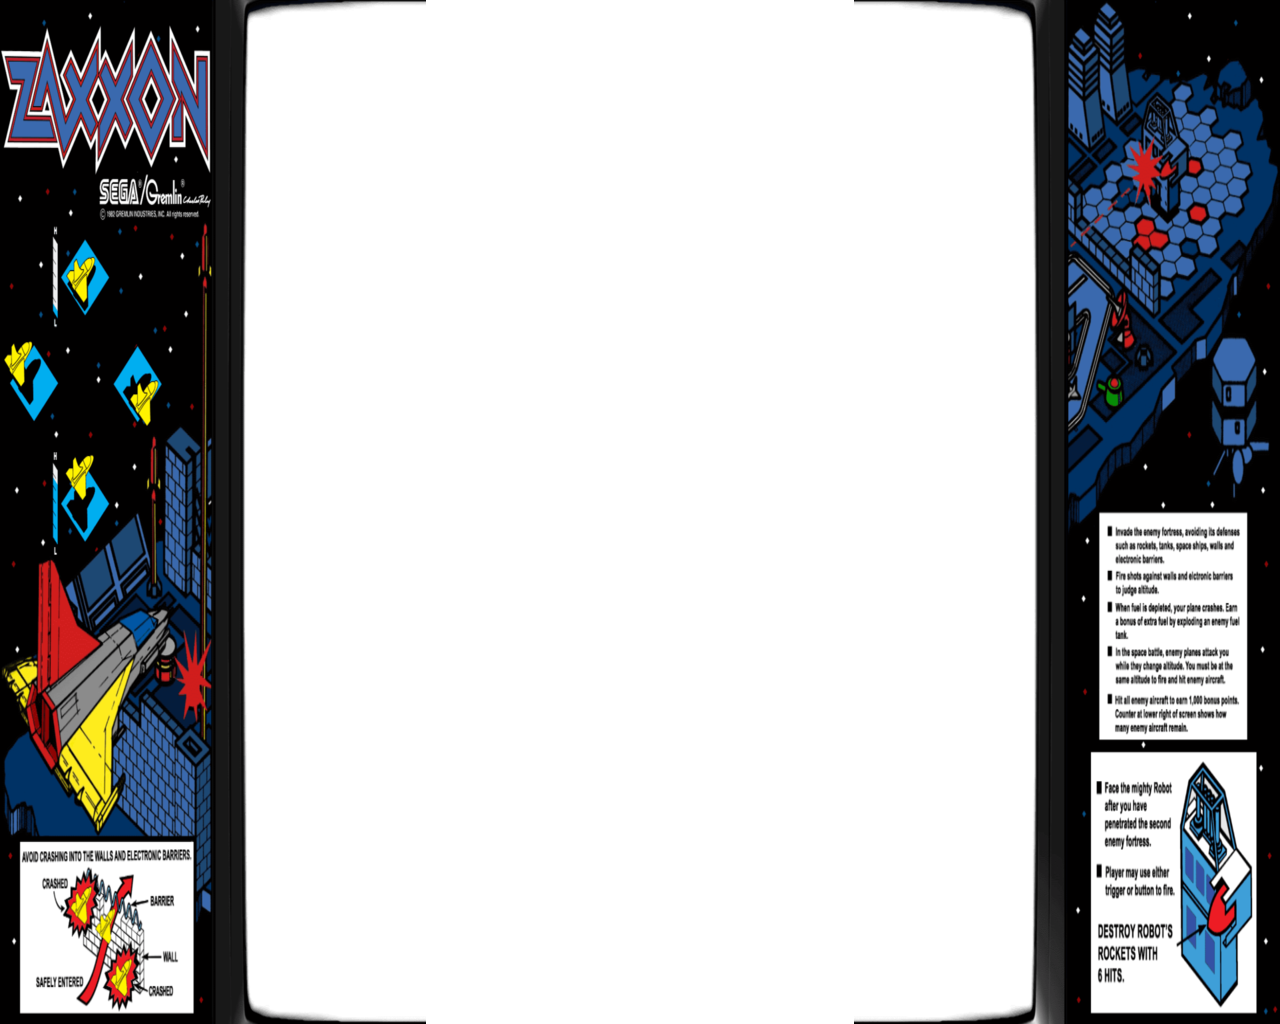 ZAXXON
SEGA®/Gremlin®
© 1982 GREMLIN INDUSTRIES, INC. All rights reserved
H
L
H
L
AVOID CRASHING INTO THE WALLS AND ELECTRONIC BARRIERS.
CRASHED
BARRIER
WALL
SAFELY ENTERED
CRASHED
Invade the enemy fortress, avoiding its defenses
such as rockets, tanks, space ships, walls and
electronic barriers.
Fire shots against walls and elctronic barriers
to judge altitude.
When fuel is depleted, your plane crashes. Earn
a bonus of extra fuel by exploding an enemy fuel
tank.
In the space battle, enemy planes attack you
while they change altitude. You must be at the
same altitude to fire and hit enemy aircraft.
Hit all enemy aircraft to earn 1,000 bonus points.
Counter at lower right of screen shows how
many enemy aircraft remain.
Face the mighty Robot
after you have
penetrated the second
enemy fortress.
Player may use either
trigger or button to fire.
DESTROY ROBOT'S
ROCKETS WITH
6 HITS.